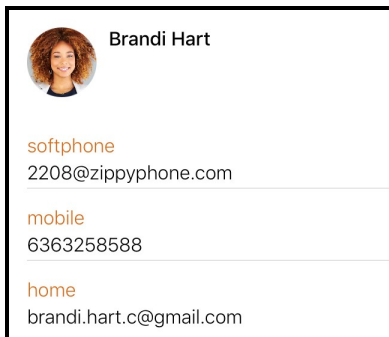 Brandi Hart
softphone
2208@zippyphone.com
mobile
6363258588
home
brandi.hart.c@gmail.com